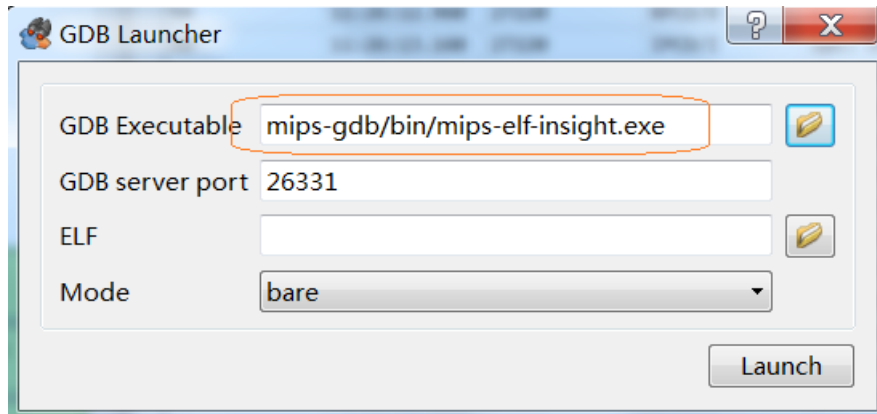 GDB Launcher
GDB Executable mips-gdb/bin/mips-elf-insight.exe
GDB server port 26331
ELF
Mode bare
Launch